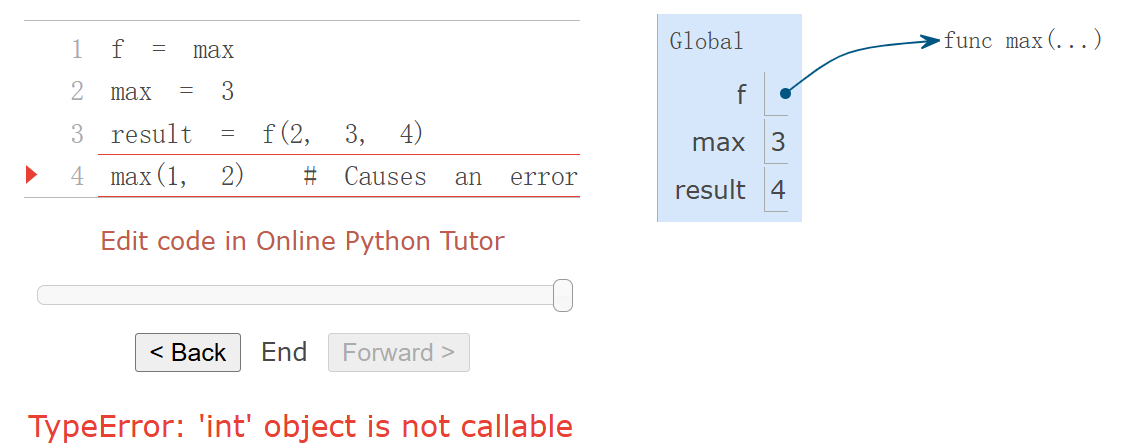 1 f = max
2 max = 3
3 result = f(2, 3, 4)
4 max(1, 2) # Causes an error
Edit code in Online Python Tutor
< Back End Forward >
TypeError: 'int' object is not callable
Global
f
max 3
result 4
func max(...)